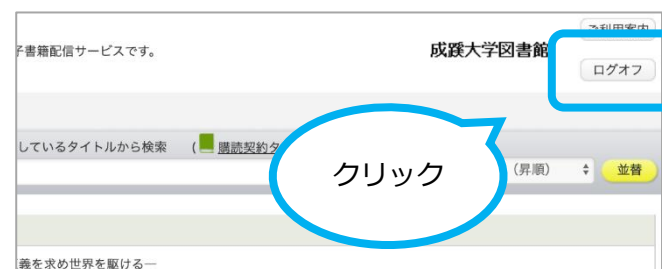 ご利用案内
子書籍配信サービスです。
成蹊大学図書館
ログオフ
しているタイトルから検索 ( 購読契約タ
クリック
(昇順)
並替
義を求め世界を駆ける―